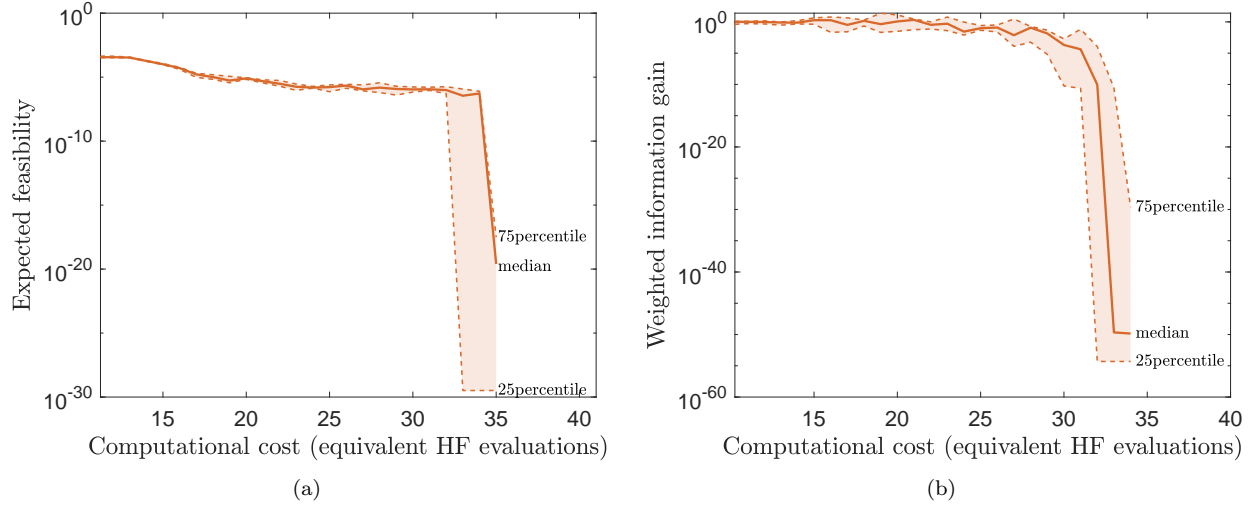 Expected feasibility
10^0
10^-10
10^-20
10^-30
75percentile
median
25percentile
15 20 25 30 35 40
Computational cost (equivalent HF evaluations)
(a)
Weighted information gain
10^0
10^-20
10^-40
10^-60
75percentile
median
25percentile
15 20 25 30 35 40
Computational cost (equivalent HF evaluations)
(b)